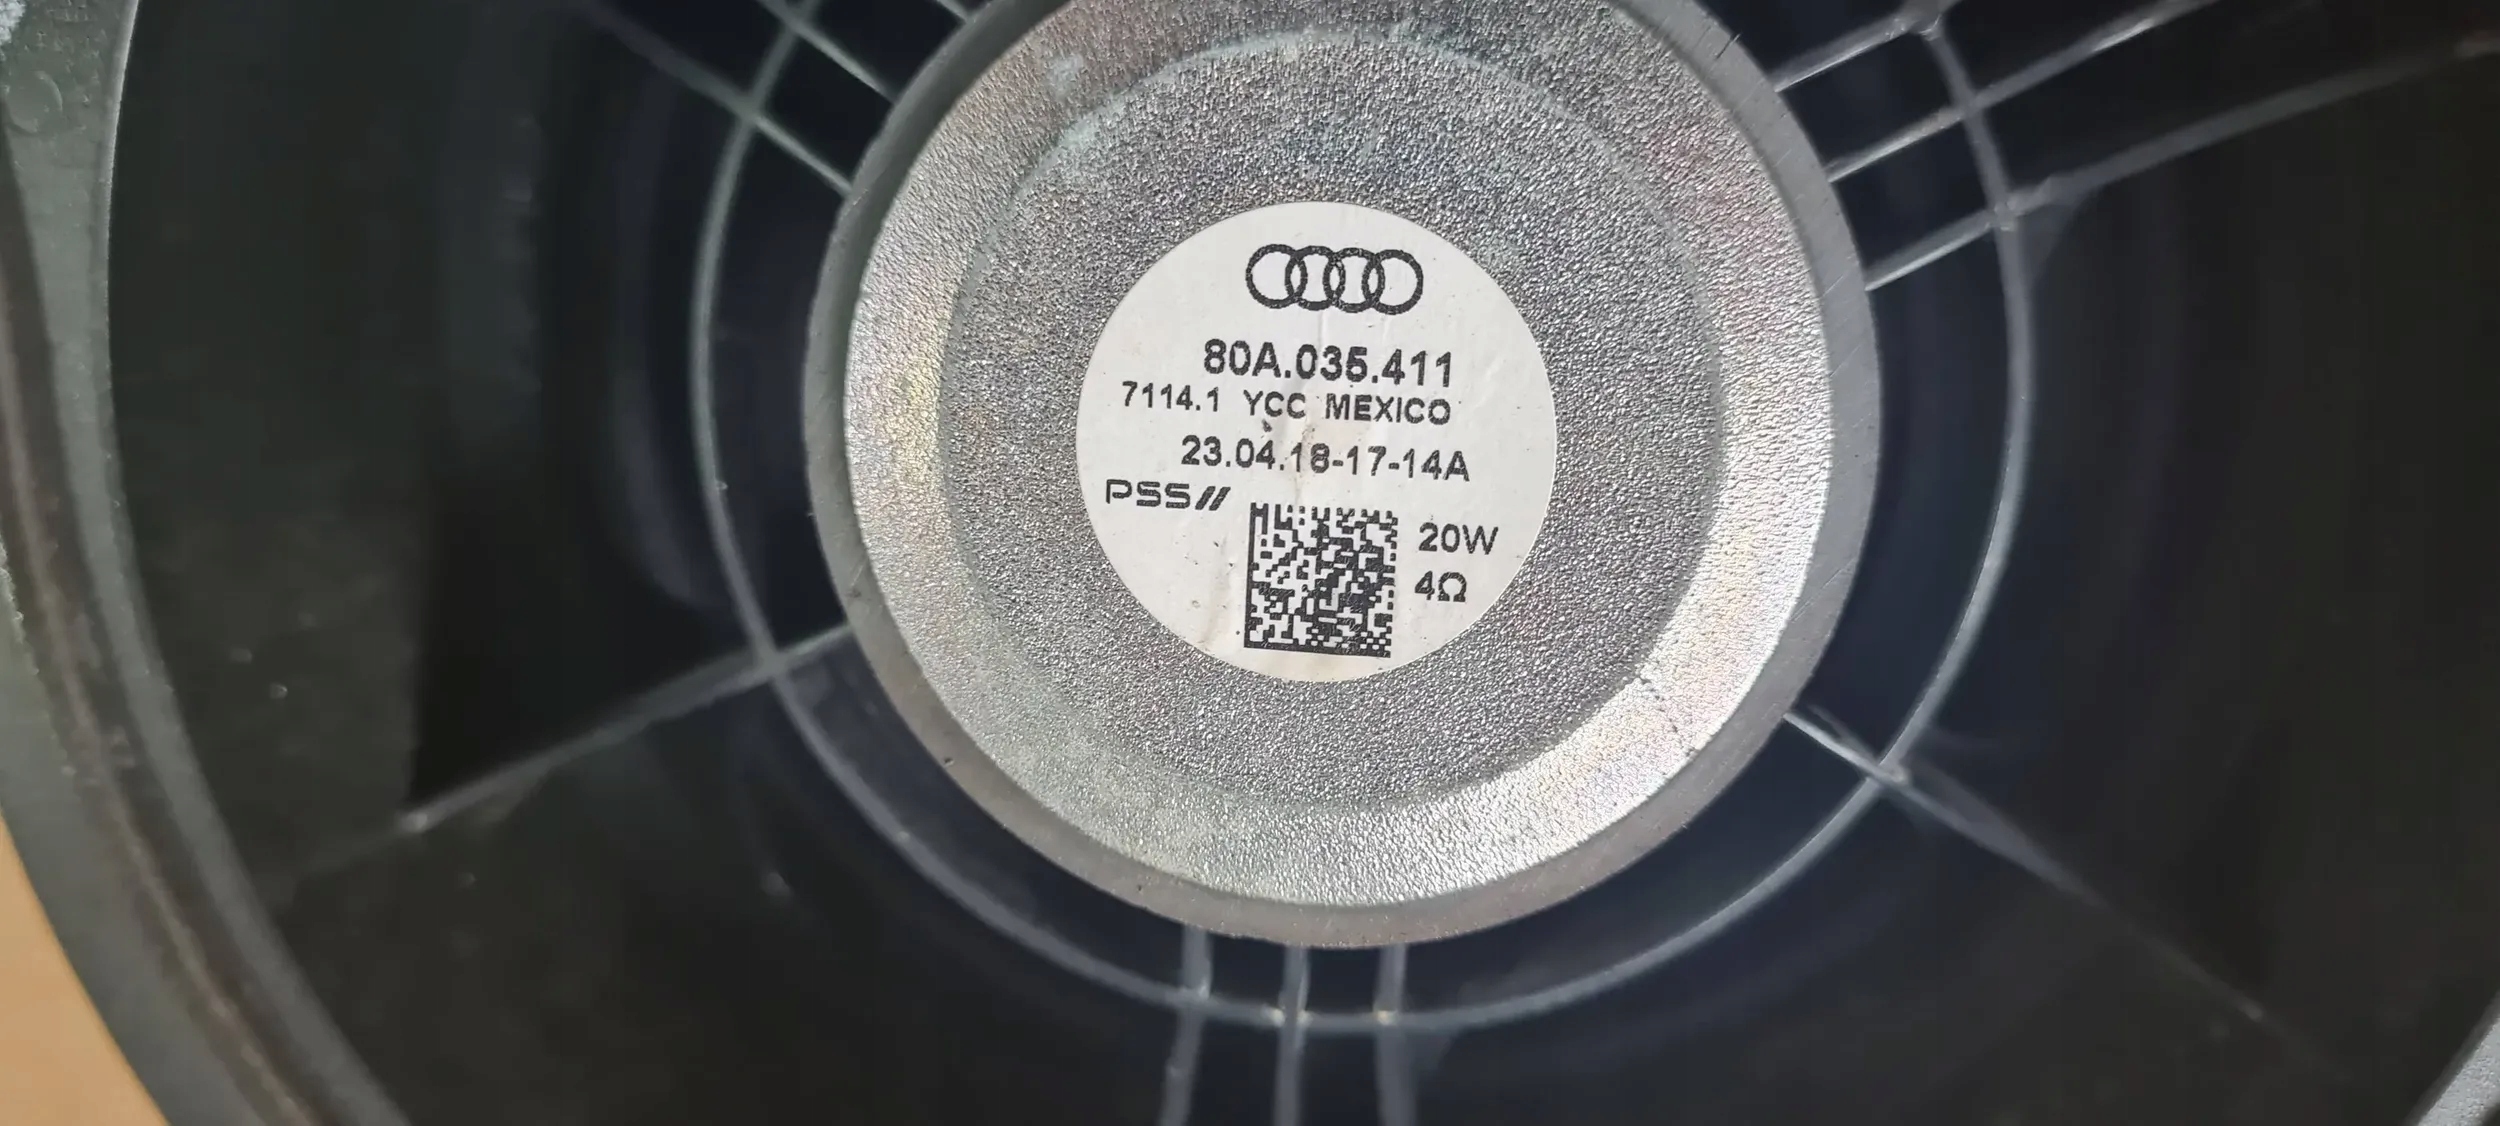 80A.035.411
7114.1 YCC MEXICO
23.04.18-17-14A
PSS//
20W
4Ω